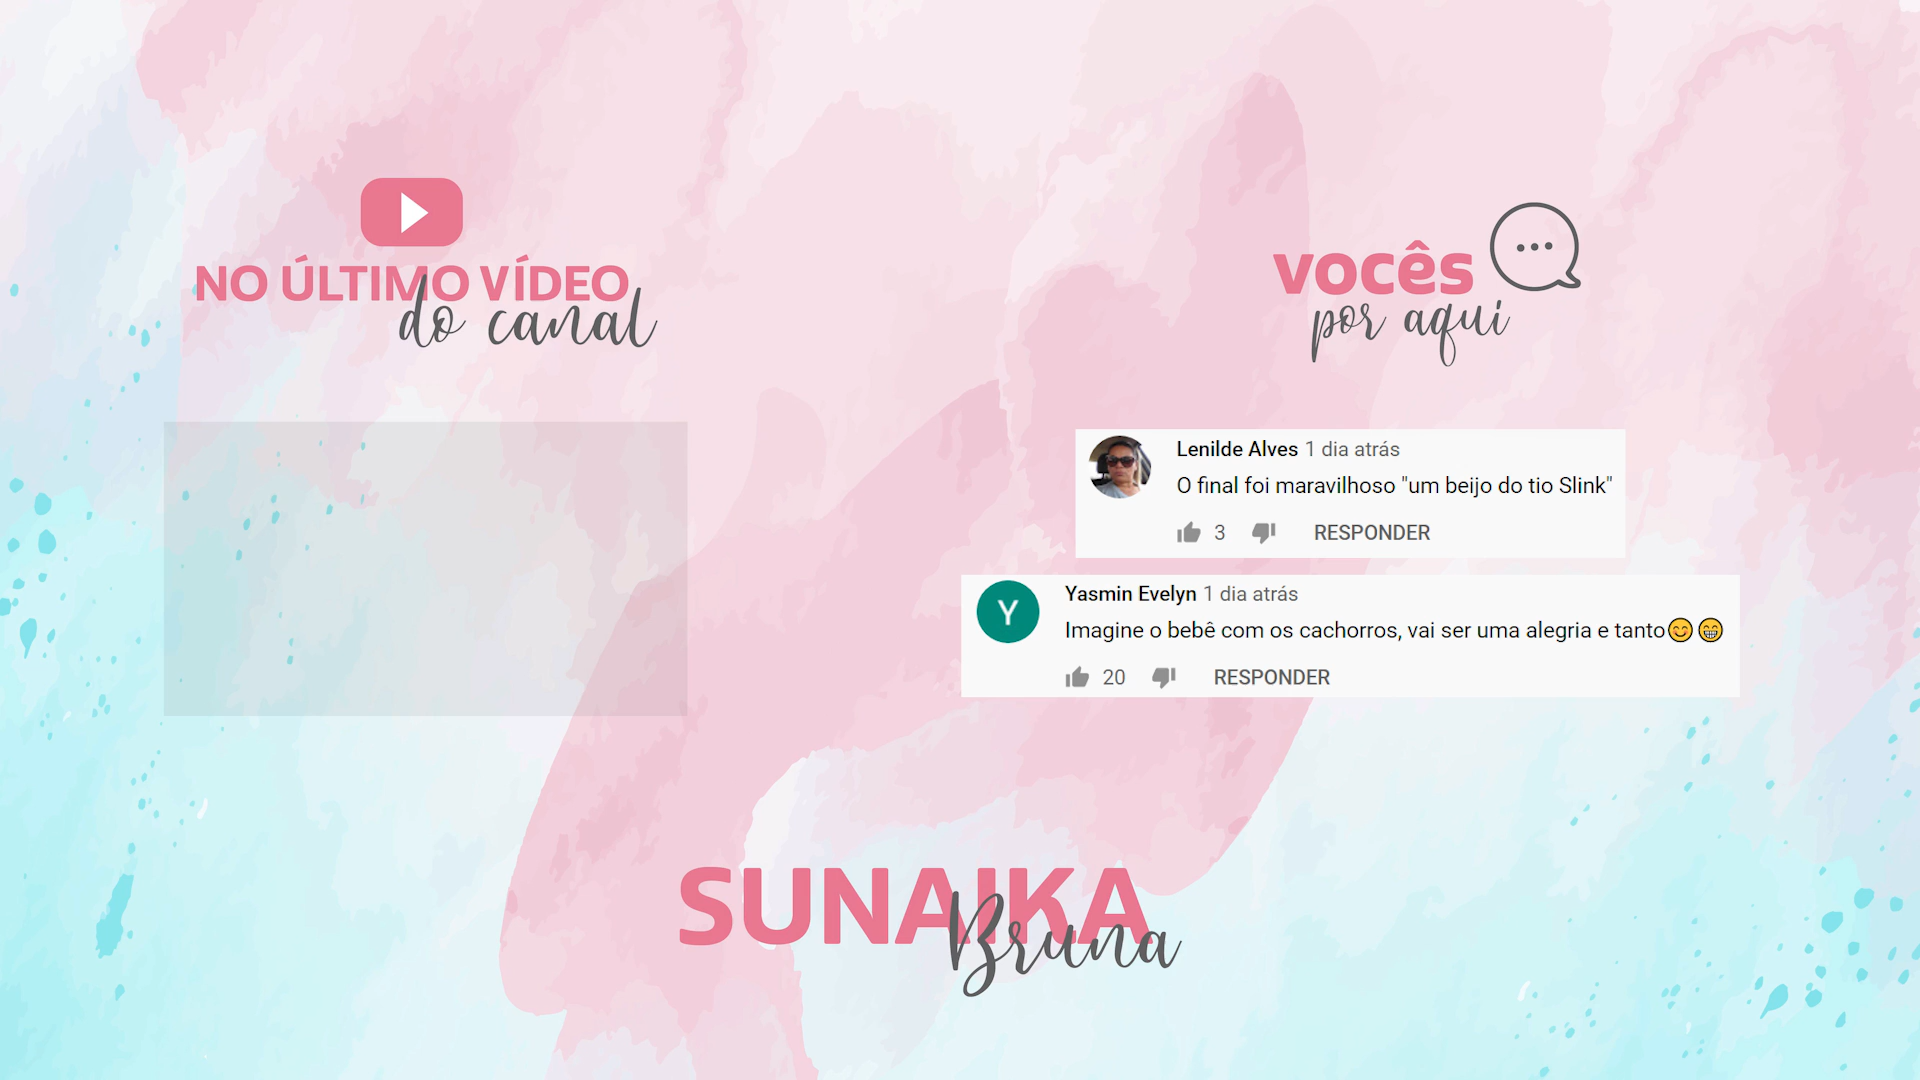 NO ÚLTIMO VÍDEO
do canal
vocês
por aqui
Lenilde Alves 1 dia atrás
O final foi maravilhoso "um beijo do tio Slink"
3 RESPONDER
Y
Yasmin Evelyn 1 dia atrás
Imagine o bebê com os cachorros, vai ser uma alegria e tanto😊😁
20 RESPONDER
SUNAIKA
Bruna